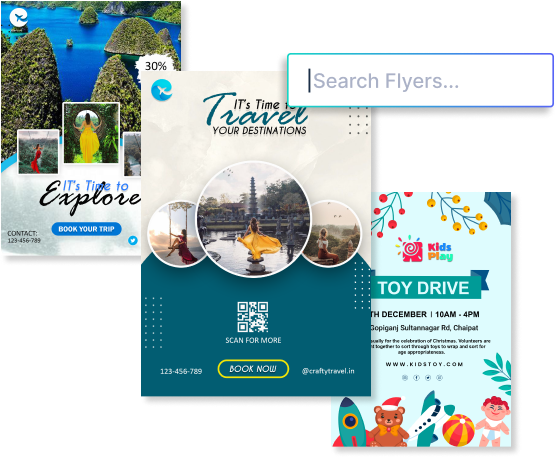 Search Flyers...
30%
IT's Time to
Explore
BOOK YOUR TRIP
CONTACT:
123-456-789
IT's Time to
Travel
YOUR DESTINATIONS
SCAN FOR MORE
123-456-789
BOOK NOW
@craftytravel.in
Kids
Play
TOY DRIVE
TH DECEMBER | 10AM - 4PM
Gopiganj Sultannagar Rd, Chaipat
usually for the celebration of Christmas. Volunteers are
together to sort through toys to wrap and sort for
age appropriateness.
WWW.KIDSTOY.COM